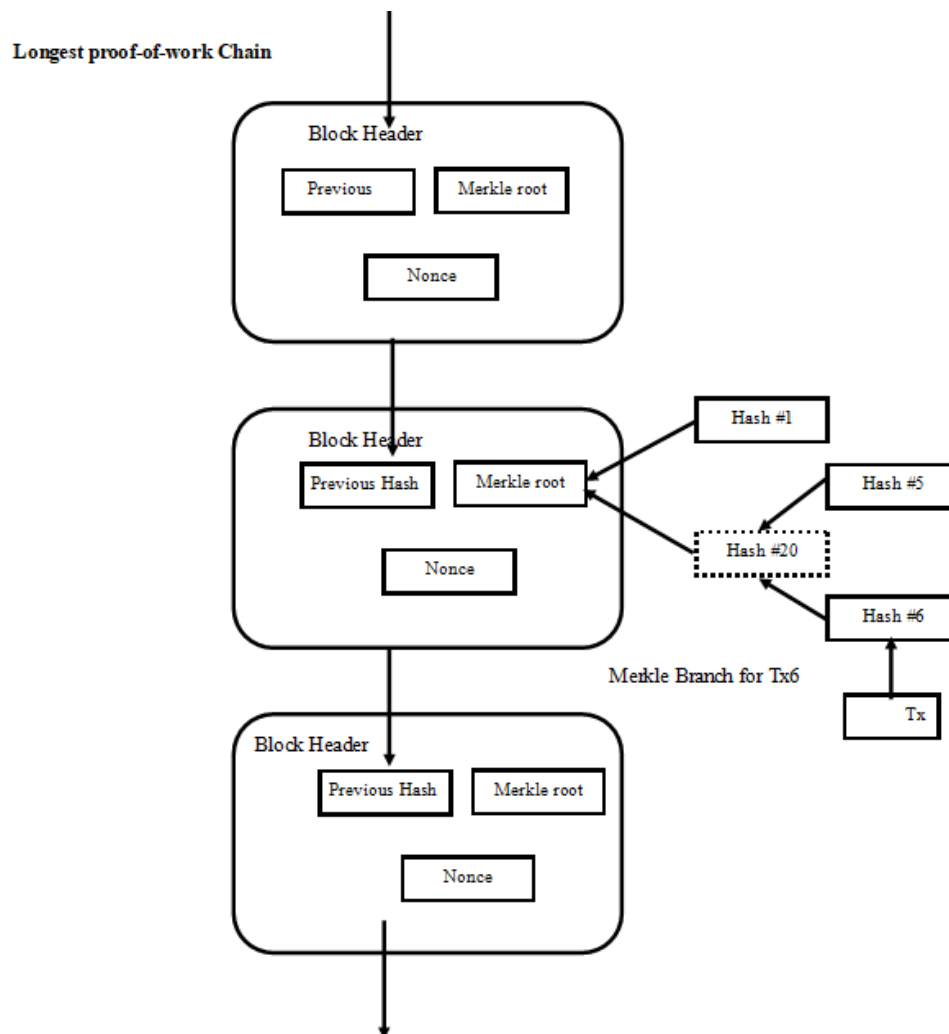 Longest proof-of-work Chain
Block Header
Previous
Merkle root
Nonce
Block Header
Previous Hash
Merkle root
Nonce
Hash #1
Hash #5
Hash #20
Hash #6
Merkle Branch for Tx6
Tx
Block Header
Previous Hash
Merkle root
Nonce